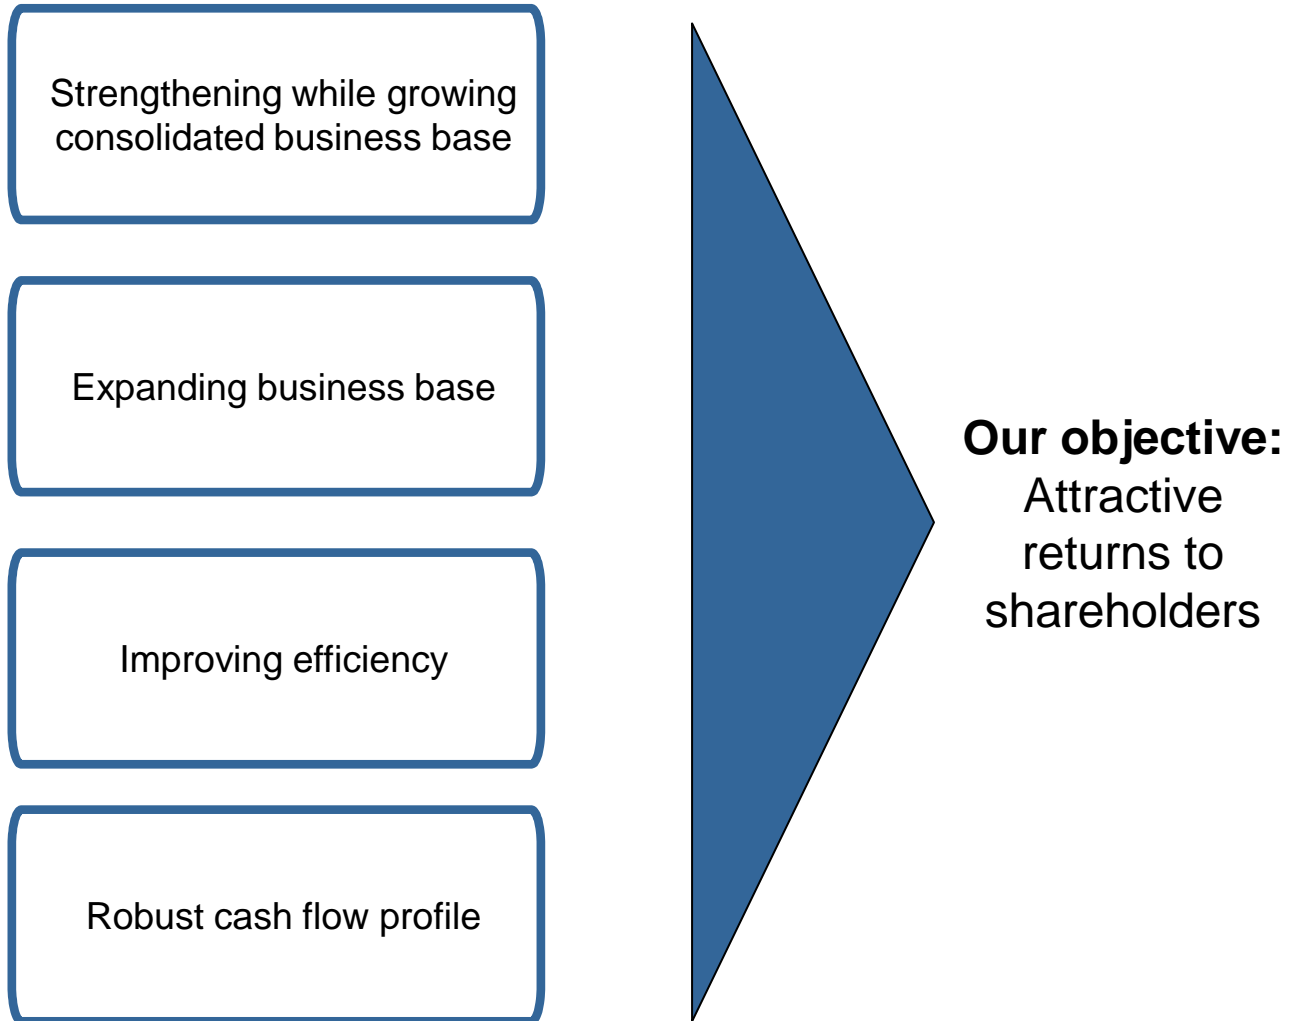 Strengthening while growing
consolidated business base
Expanding business base
Improving efficiency
Robust cash flow profile
Our objective:
Attractive
returns to
shareholders